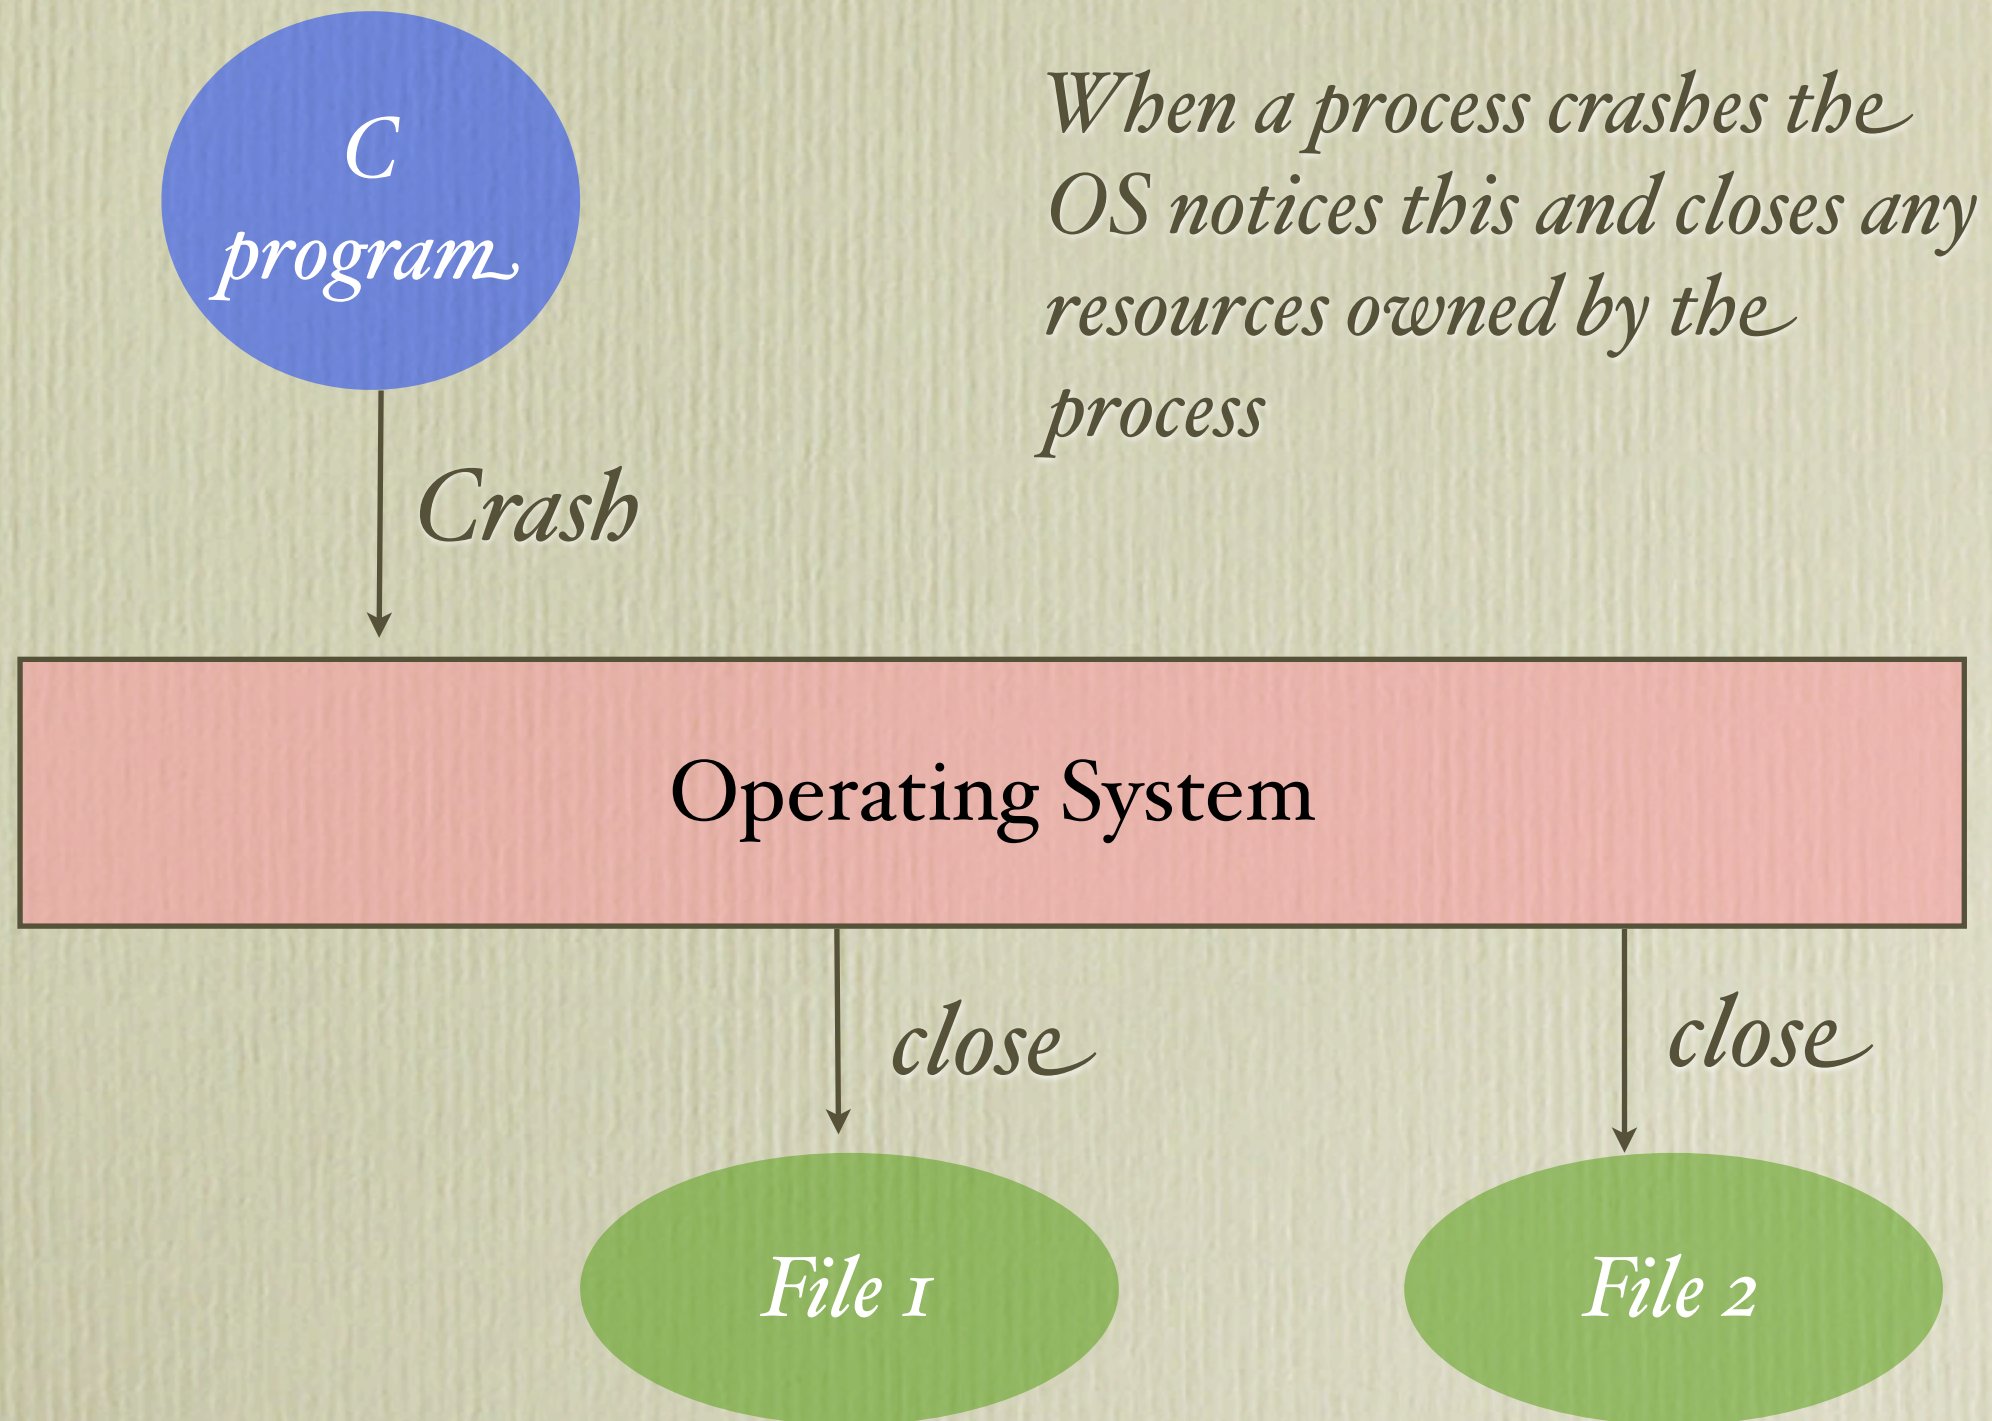 C
program
When a process crashes the
OS notices this and closes any
resources owned by the
process
Crash
Operating System
close
close
File 1
File 2